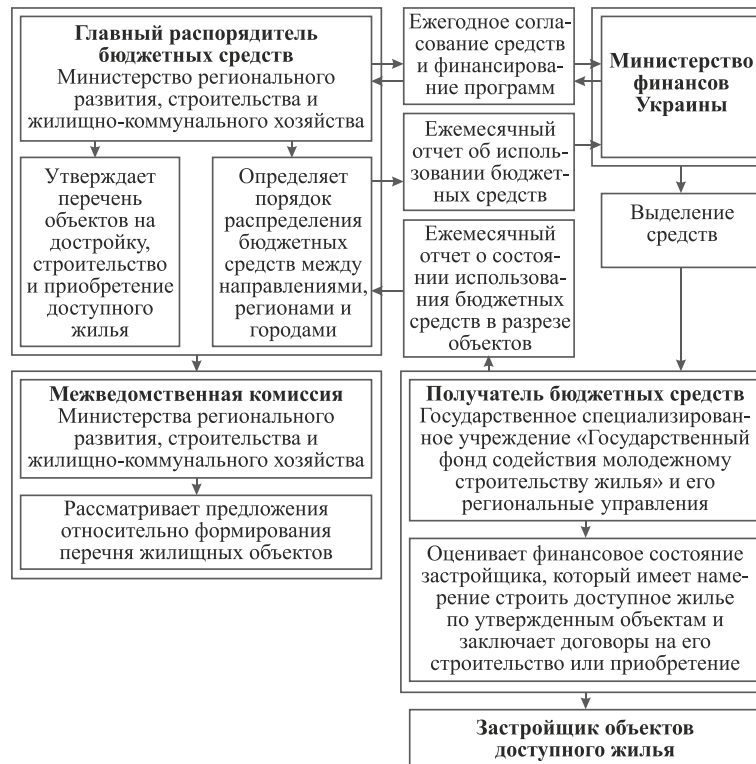 Главный распорядитель
бюджетных средств
Министерство регионального
развития, строительства и
жилищно-коммунального хозяйства
Ежегодное согла-
сование средств
и финансирова-
ние программ
Министерство
финансов
Украины
Утверждает
перечень
объектов на
достройку,
строительство
и приобретение
доступного
жилья
Определяет
порядок
распределения
бюджетных
средств между
направлениями,
регионами и
городами
Ежемесячный
отчет об исполь-
зовании бюджет-
ных средств
Выделение
средств
Ежемесячный
отчет о состоя-
нии использова-
ния бюджетных
средств в разрезе
объектов
Межведомственная комиссия
Министерства регионального
развития, строительства и
жилищно-коммунального хозяйства
Рассматривает предложения
относительно формирования
перечня жилищных объектов
Получатель бюджетных средств
Государственное специализирован-
ное учреждение «Государственный
фонд содействия молодежному
строительству жилья» и его
региональные управления
Оценивает финансовое состояние
застройщика, который имеет наме-
рение строить доступное жилье
по утвержденным объектам и
заключает договоры на его
строительство или приобретение
Застройщик объектов
доступного жилья